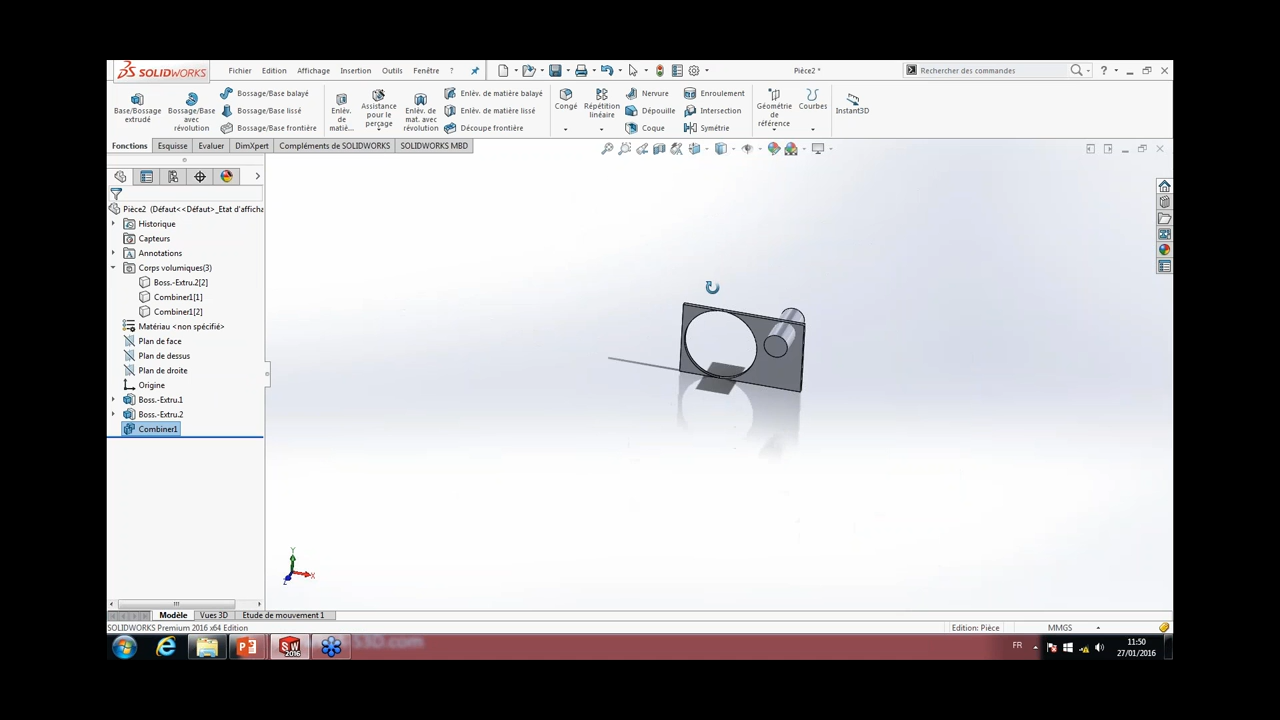 SOLIDWORKS Fichier Edition Affichage Insertion Outils Fenêtre ? Pièce2 * Rechercher des commandes ?
Base/Bossage extrudé
Bossage/Base avec révolution
Bossage/Base balayé
Bossage/Base lissé
Bossage/Base frontière
Enlèv. de matiè...
Assistance pour le perçage
Enlèv. de mat. avec révolution
Enlèv. de matière balayé
Enlèv. de matière lissé
Découpe frontière
Congé
Répétition linéaire
Nervure
Dépouille
Coque
Enroulement
Intersection
Symétrie
Géométrie de référence
Courbes
Instant3D
Fonctions Esquisse Evaluer DimXpert Compléments de SOLIDWORKS SOLIDWORKS MBD
Pièce2 (Défaut<<Défaut>_Etat d'afficha
Historique
Capteurs
Annotations
Corps volumiques(3)
Boss.-Extru.2[2]
Combiner1[1]
Combiner1[2]
Matériau <non spécifié>
Plan de face
Plan de dessus
Plan de droite
Origine
Boss.-Extru.1
Boss.-Extru.2
Combiner1
Y
X
Z
Modèle Vues 3D Etude de mouvement 1
SOLIDWORKS Premium 2016 x64 Edition Edition: Pièce MMGS
S3D.com
SW 2016
FR 11:50
27/01/2016